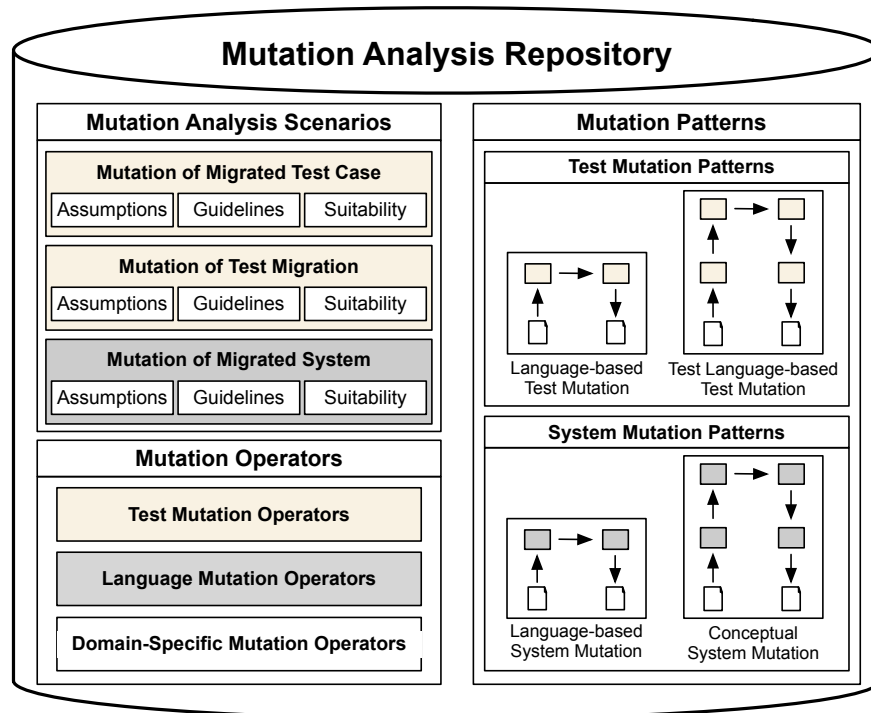 Mutation Analysis Repository
Mutation Analysis Scenarios
Mutation of Migrated Test Case
Assumptions
Guidelines
Suitability
Mutation of Test Migration
Assumptions
Guidelines
Suitability
Mutation of Migrated System
Assumptions
Guidelines
Suitability
Mutation Operators
Test Mutation Operators
Language Mutation Operators
Domain-Specific Mutation Operators
Mutation Patterns
Test Mutation Patterns
Language-based
Test Mutation
Test Language-based
Test Mutation
System Mutation Patterns
Language-based
System Mutation
Conceptual
System Mutation